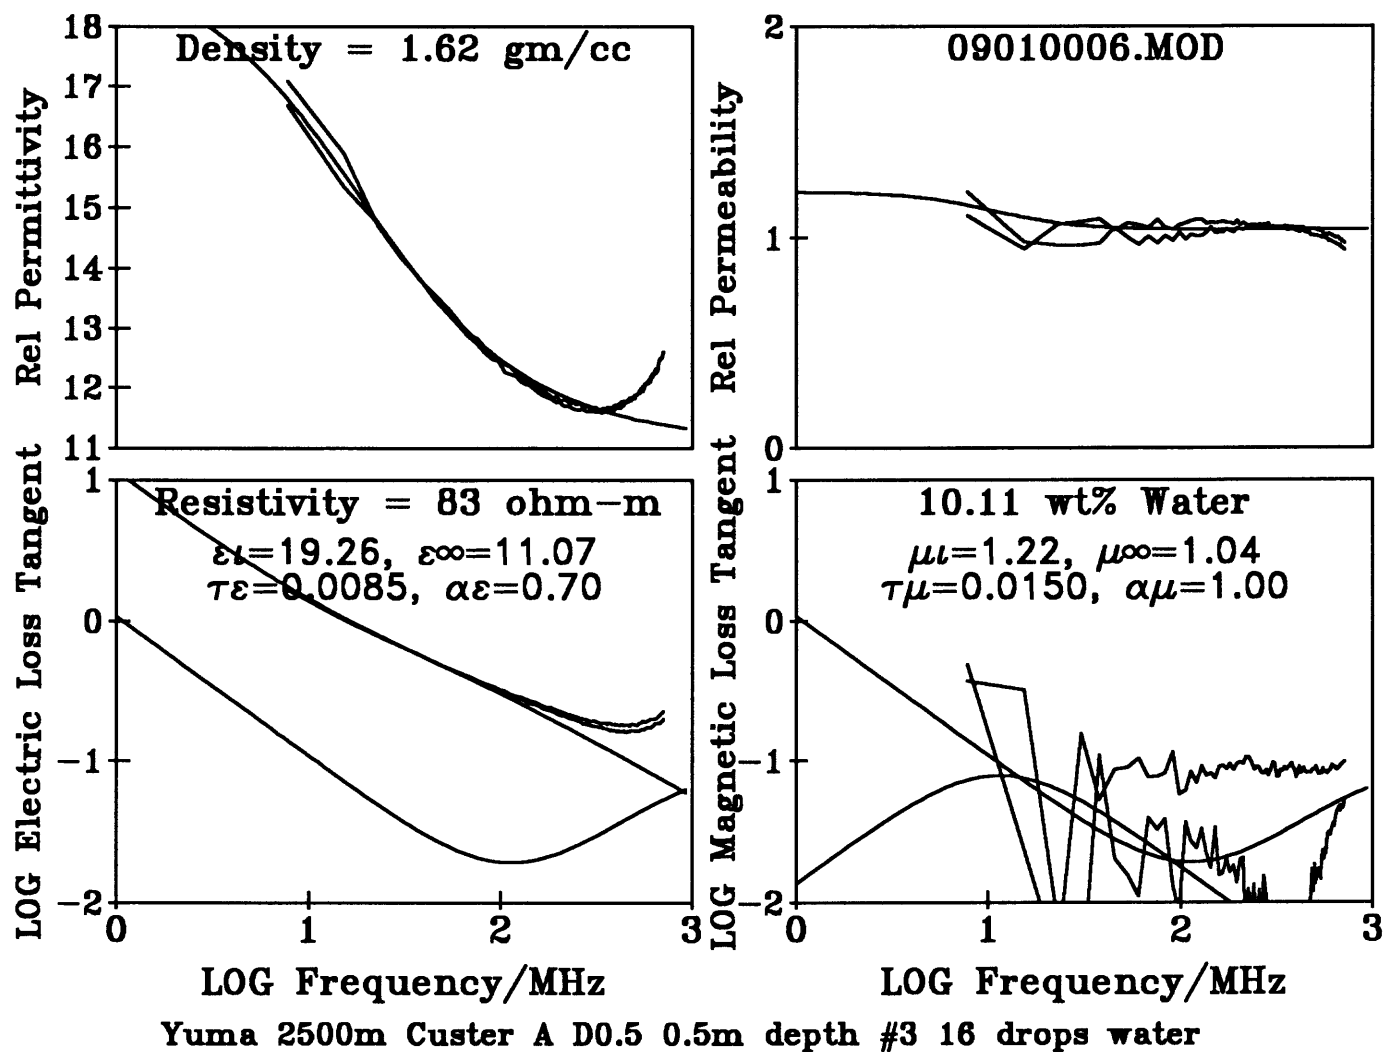 18
17
16
15
14
13
12
11
Rel Permittivity
Density = 1.62 gm/cc
2
1
0
Rel Permeability
09010006.MOD
1
0
-1
-2
LOG Electric Loss Tangent
Resistivity = 83 ohm-m
ει=19.26, ε∞=11.07
τε=0.0085, αε=0.70
0
1
2
3
LOG Frequency/MHz
1
0
-1
-2
LOG Magnetic Loss Tangent
10.11 wt% Water
μι=1.22, μ∞=1.04
τμ=0.0150, αμ=1.00
0
1
2
3
LOG Frequency/MHz
Yuma 2500m Custer A D0.5 0.5m depth #3 16 drops water